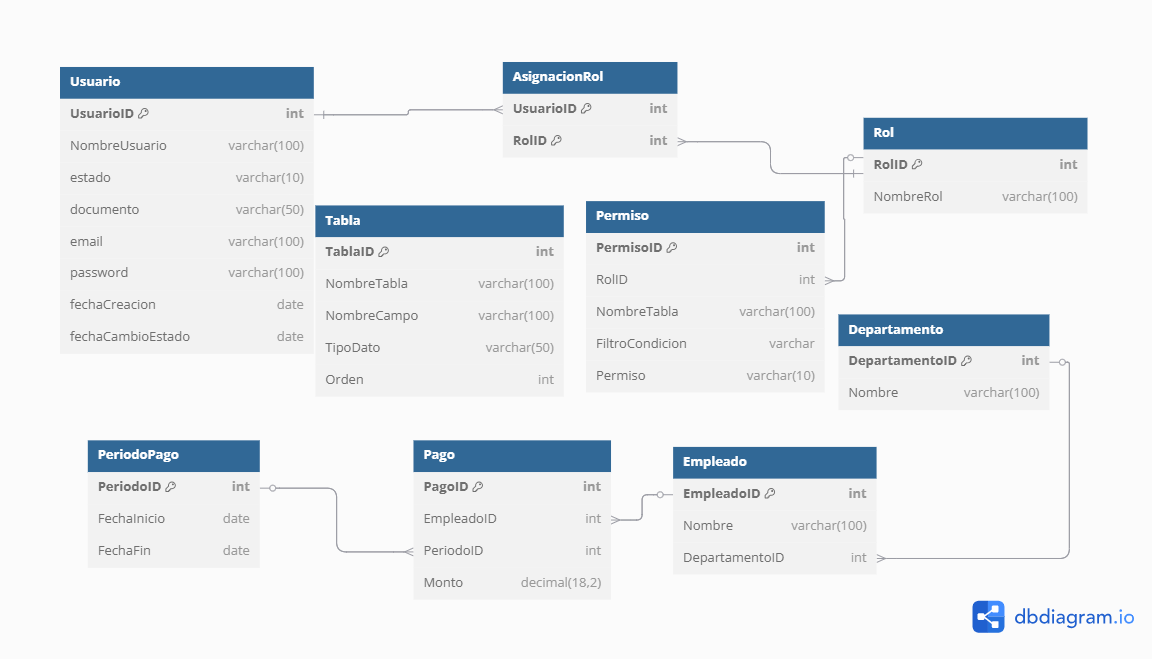 Usuario
UsuarioID int
NombreUsuario varchar(100)
estado varchar(10)
documento varchar(50)
email varchar(100)
password varchar(100)
fechaCreacion date
fechaCambioEstado date
AsignacionRol
UsuarioID int
RolID int
Rol
RolID int
NombreRol varchar(100)
Tabla
TablaID int
NombreTabla varchar(100)
NombreCampo varchar(100)
TipoDato varchar(50)
Orden int
Permiso
PermisoID int
RolID int
NombreTabla varchar(100)
FiltroCondicion varchar
Permiso varchar(10)
Departamento
DepartamentoID int
Nombre varchar(100)
PeriodoPago
PeriodoID int
FechaInicio date
FechaFin date
Pago
PagoID int
EmpleadoID int
PeriodoID int
Monto decimal(18,2)
Empleado
EmpleadoID int
Nombre varchar(100)
DepartamentoID int
dbdiagram.io